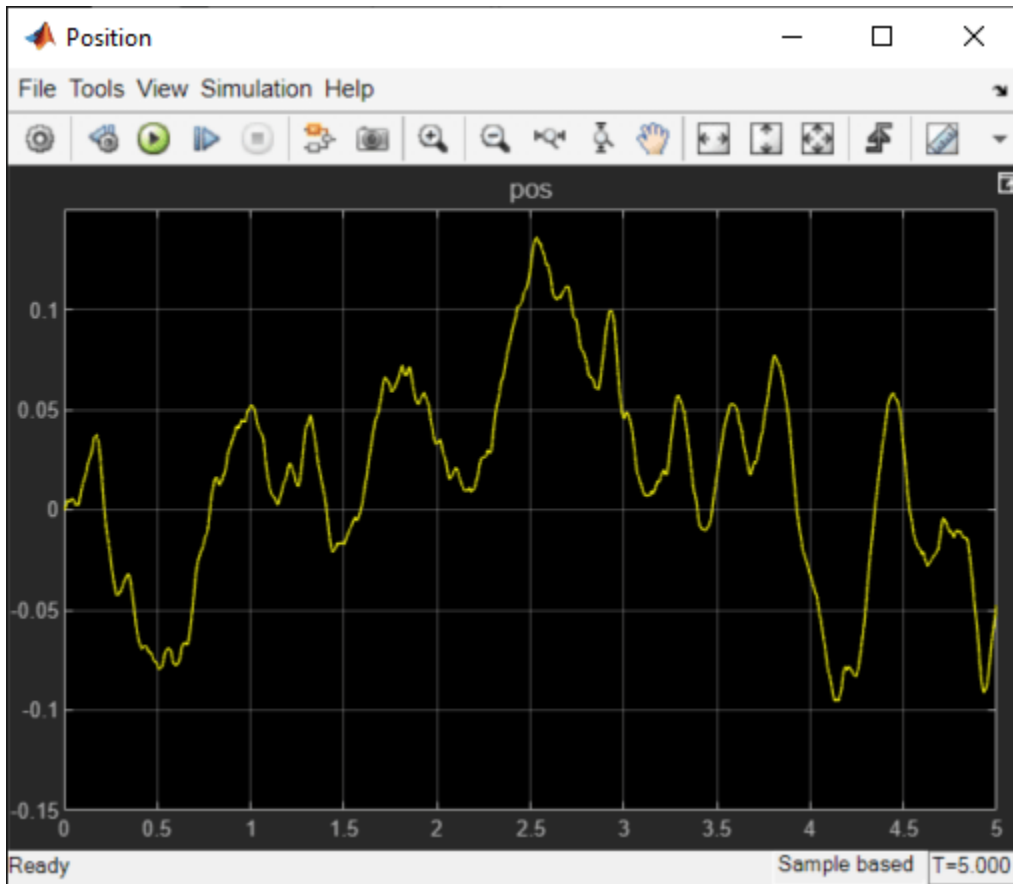 Position
File Tools View Simulation Help
pos
0.1
0.05
0
-0.05
-0.1
-0.15
0 0.5 1 1.5 2 2.5 3 3.5 4 4.5 5
Ready Sample based T=5.000